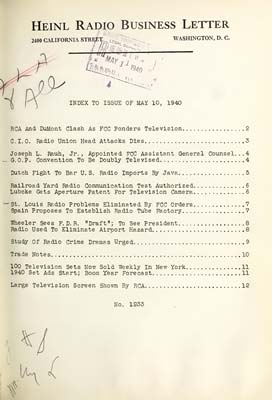 HEINL RADIO BUSINESS LETTER
2400 CALIFORNIA STREET WASHINGTON, D. C.
MAY 11 1940
All
INDEX TO ISSUE OF MAY 10, 1940
RCA And DuMont Clash As FCC Ponders Television...............2
C.I.O. Radio Union Head Attacks Dies.........................3
Joseph L. Rauh, Jr., Appointed FCC Assistant General Counsel...4
G.O.P. Convention To Be Doubly Televised.....................4
Dutch Fight To Bar U.S. Radio Imports By Java................5
Railroad Yard Radio Communication Test Authorized............6
Lubcke Gets Aperture Patent For Television Camera............6
St. Louis Radio Problems Eliminated By FCC Orders............7
Spain Proposes To Establish Radio Tube Factory...............7
Wheeler Sees F.D.R. "Draft"; To See President................8
Radio Used To Eliminate Airport Hazard.......................8
Study Of Radio Crime Dramas Urged............................9
Trade Notes.................................................10
100 Television Sets Now Sold Weekly In New York.............11
1940 Set Ads Start; Boom Year Forecast......................11
Large Television Screen Shown By RCA........................12
No. 1233